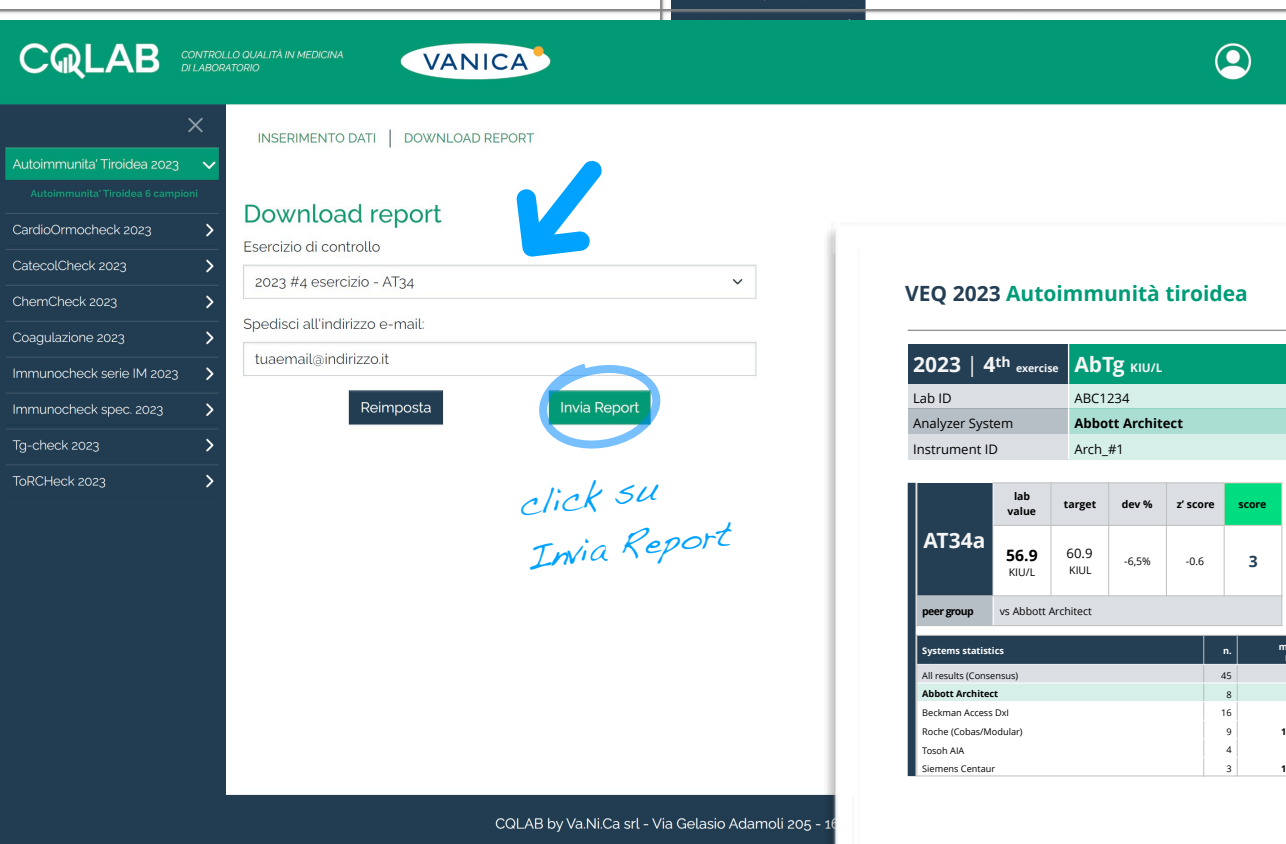 CQLAB
CONTROLLO QUALITÀ IN MEDICINA
DI LABORATORIO
VANICA
INSERIMENTO DATI | DOWNLOAD REPORT
Autoimmunita' Tiroidea 2023
Autoimmunita' Tiroidea 6 campioni
CardioOrmocheck 2023
CatecolCheck 2023
ChemCheck 2023
Coagulazione 2023
Immunocheck serie IM 2023
Immunocheck spec. 2023
Tg-check 2023
ToRCHeck 2023
Download report
Esercizio di controllo
2023 #4 esercizio - AT34
Spedisci all'indirizzo e-mail:
tuaemail@indirizzo.it
Reimposta
Invia Report
click su
Invia Report
VEQ 2023 Autoimmunità tiroidea
2023 | 4th exercise AbTg KIU/L
Lab ID ABC1234
Analyzer System Abbott Architect
Instrument ID Arch_#1
AT34a
lab value target dev % z' score score
56.9 KIU/L 60.9 KIUL -6,5% -0.6 3
peer group vs Abbott Architect
Systems statistics n. m
All results (Consensus) 45
Abbott Architect 8
Beckman Access DxI 16
Roche (Cobas/Modular) 9 1
Tosoh AIA 4
Siemens Centaur 3 1
CQLAB by Va.Ni.Ca srl - Via Gelasio Adamoli 205 - 16